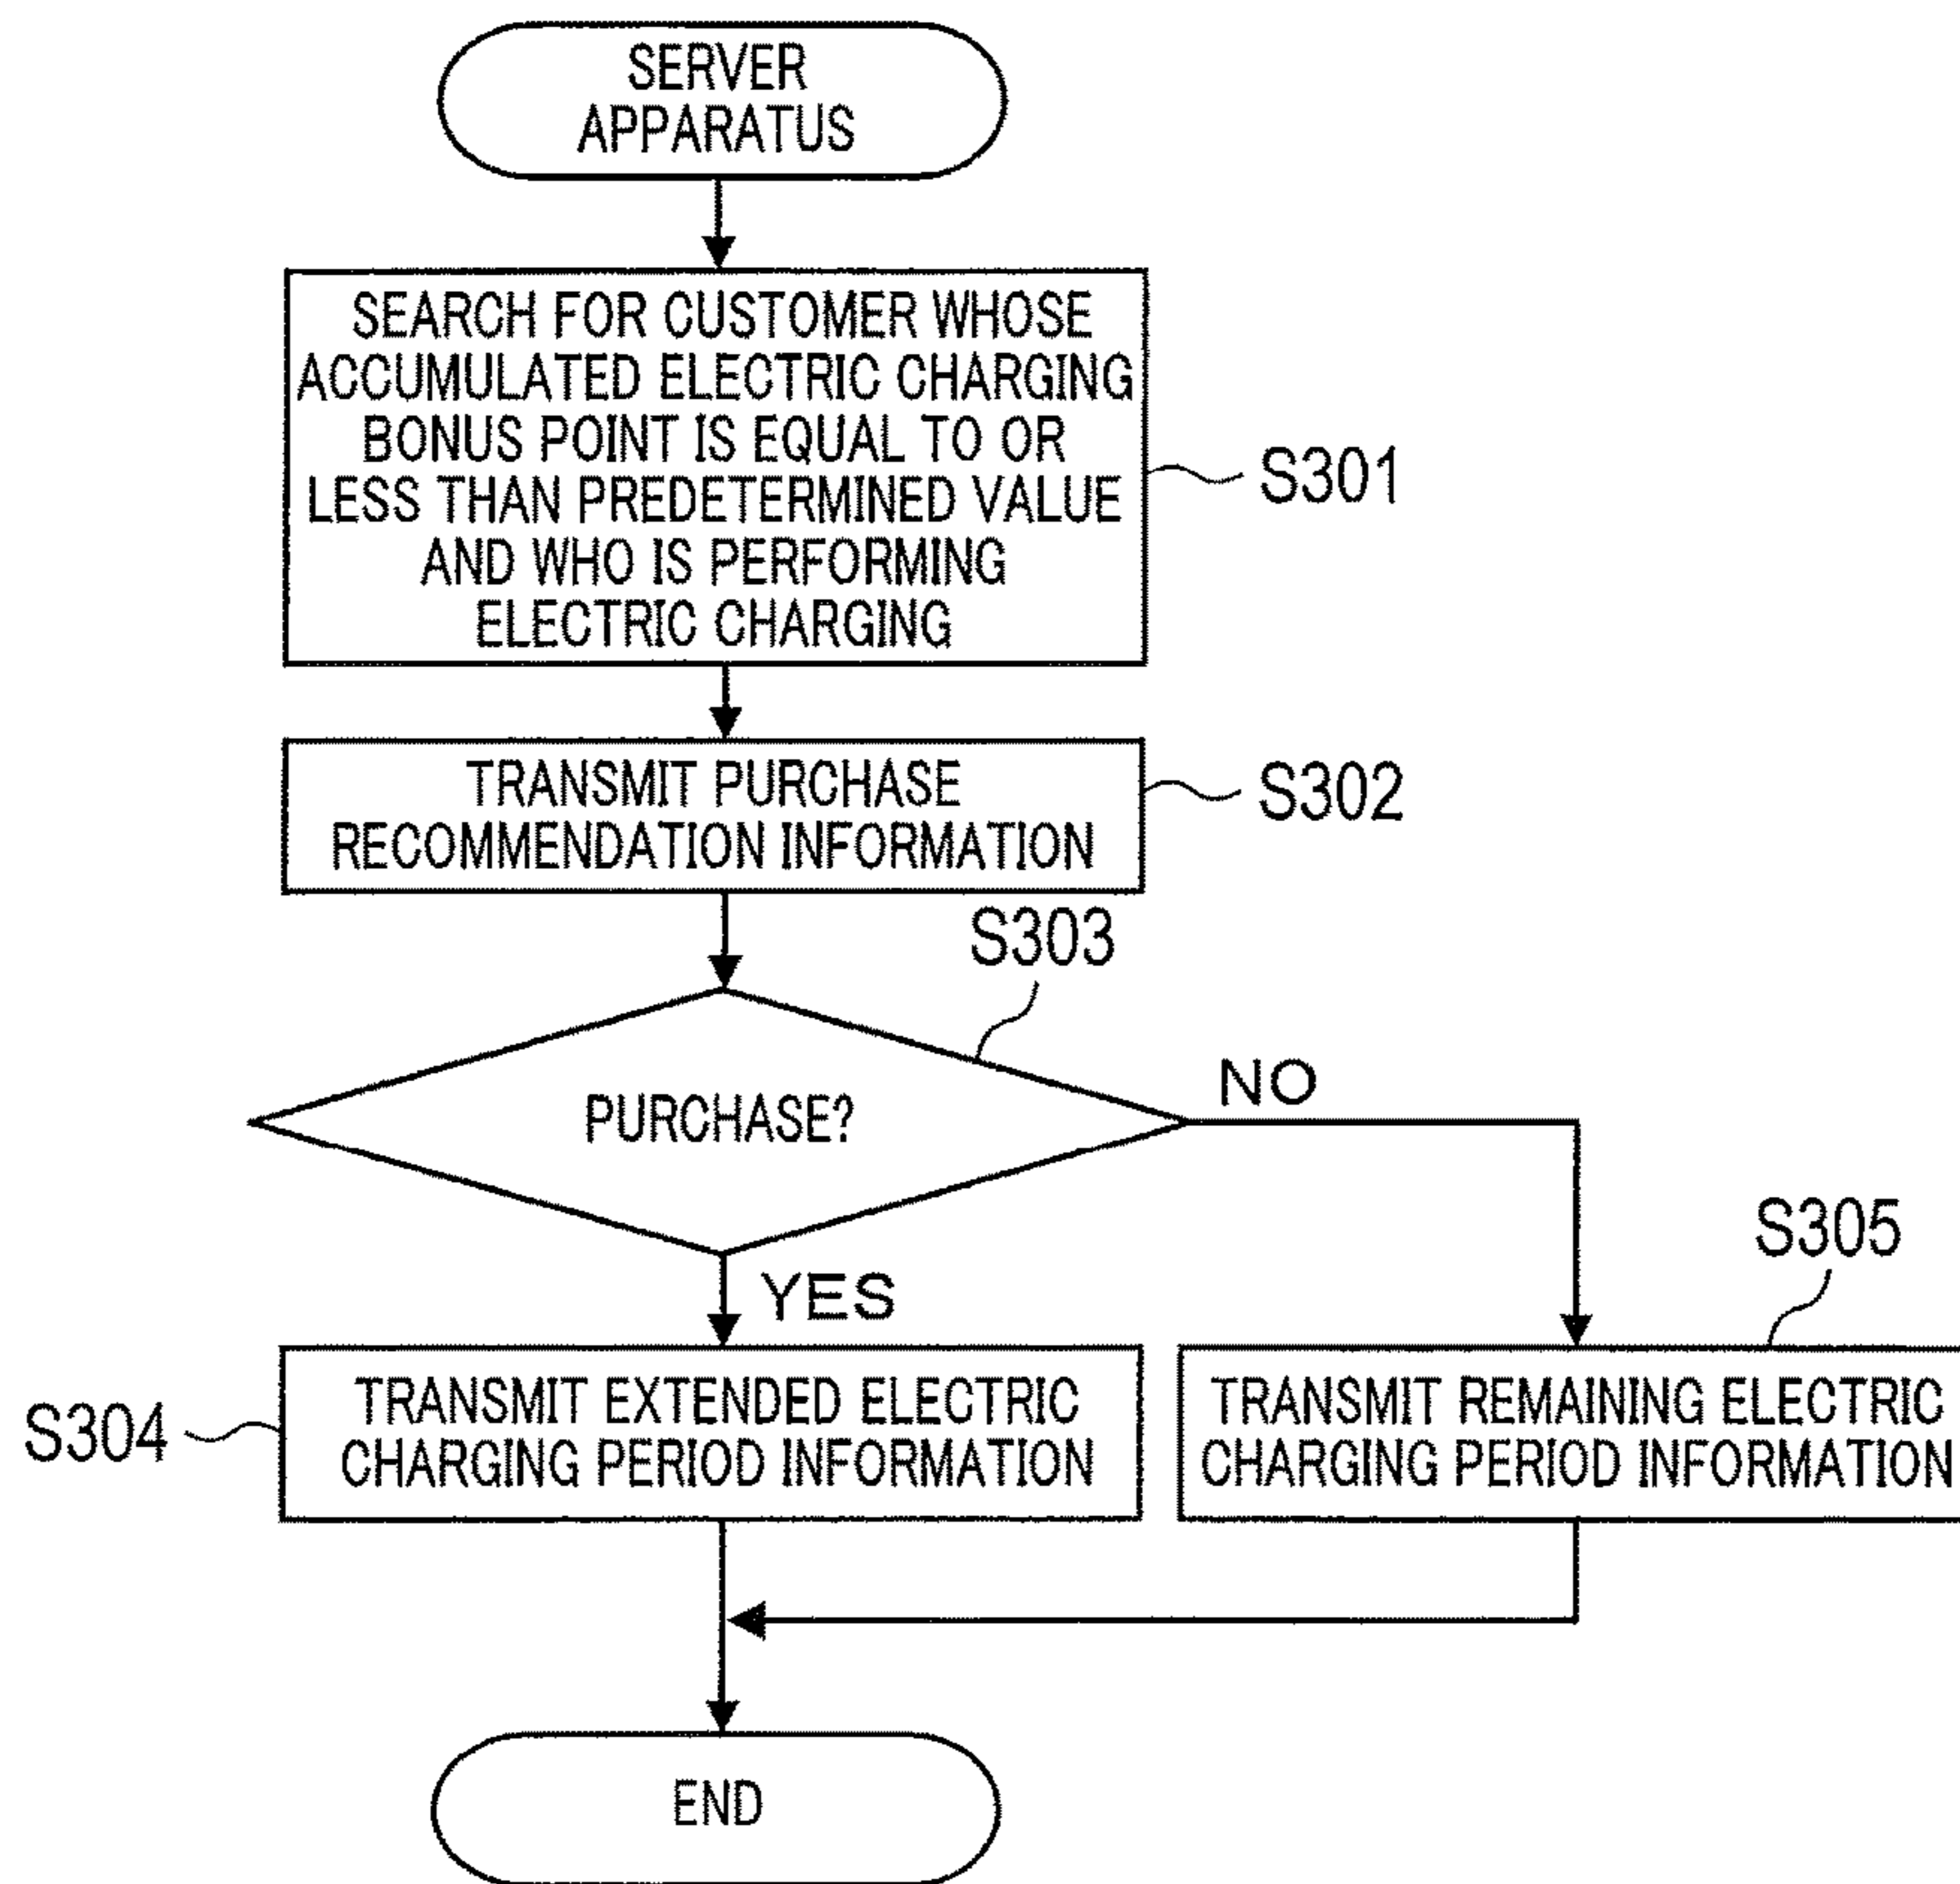 SERVER
APPARATUS
SEARCH FOR CUSTOMER WHOSE
ACCUMULATED ELECTRIC CHARGING
BONUS POINT IS EQUAL TO OR
LESS THAN PREDETERMINED VALUE
AND WHO IS PERFORMING
ELECTRIC CHARGING
S301
TRANSMIT PURCHASE
RECOMMENDATION INFORMATION
S302
S303
PURCHASE?
NO
YES
S305
S304
TRANSMIT EXTENDED ELECTRIC
CHARGING PERIOD INFORMATION
TRANSMIT REMAINING ELECTRIC
CHARGING PERIOD INFORMATION
END